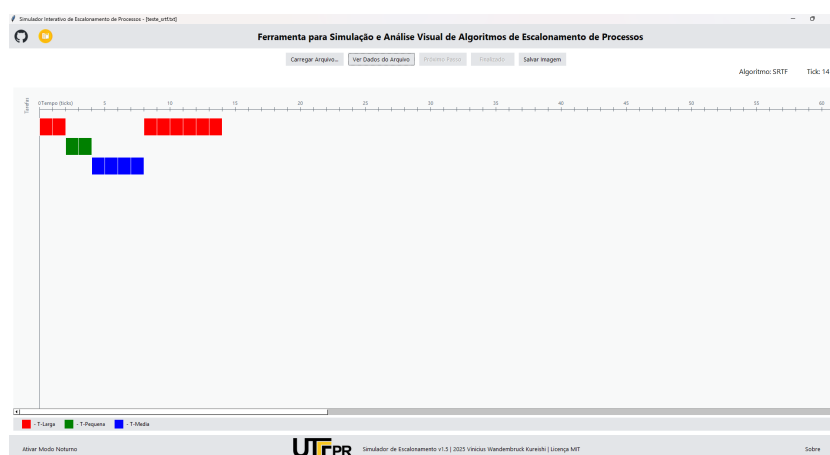 Simulador Interativo de Escalonamento de Processos - [teste_srtf.txt]
Ferramenta para Simulação e Análise Visual de Algoritmos de Escalonamento de Processos
Carregar Arquivo... Ver Dados do Arquivo Próximo Passo Finalizado Salvar Imagem
Algoritmo: SRTF Tick: 14
Tarefas
0 Tempo (ticks) 5 10 15 20 25 30 35 40 45 50 55 60
- T-Larga - T-Pequena - T-Media
Ativar Modo Noturno UTFPR Simulador de Escalonamento v1.5 | 2025 Vinicius Wandembruck Kureishi | Licença MIT Sobre